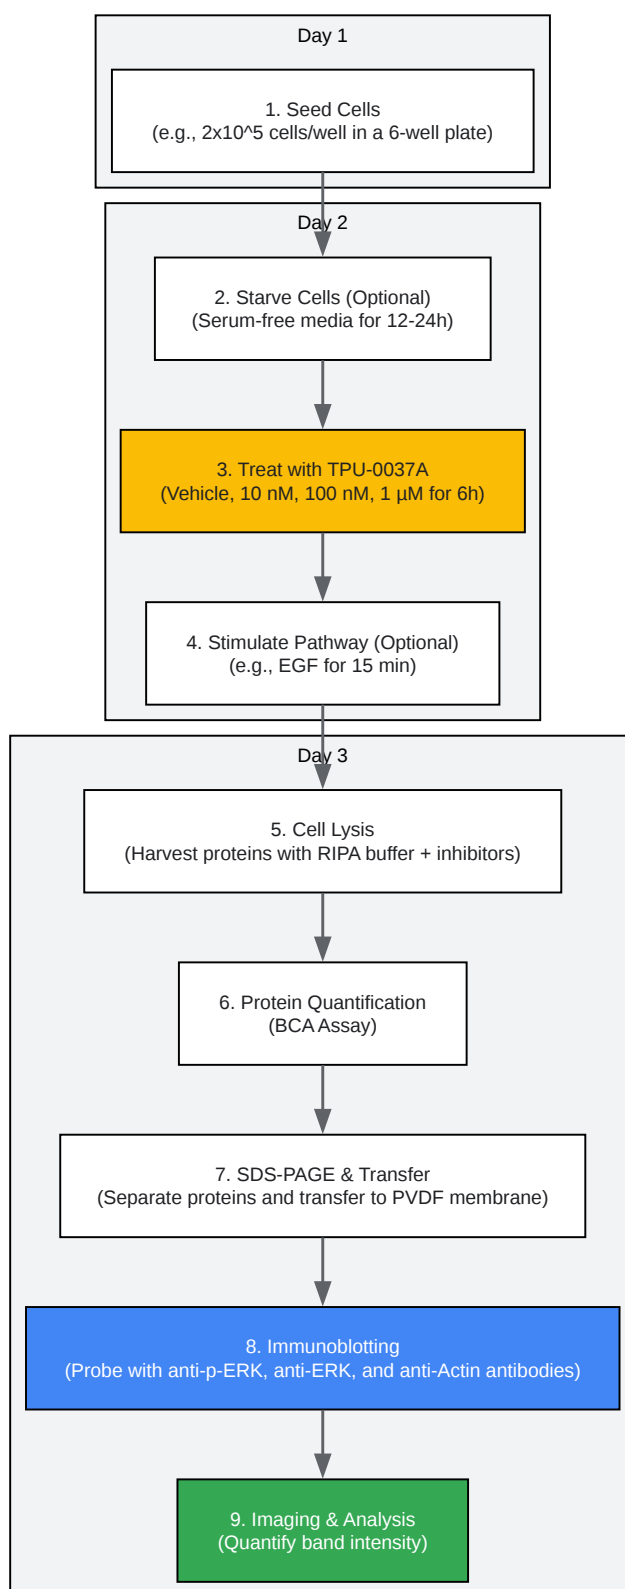 Day 1
1. Seed Cells
(e.g., 2x10^5 cells/well in a 6-well plate)
Day 2
2. Starve Cells (Optional)
(Serum-free media for 12-24h)
3. Treat with TPU-0037A
(Vehicle, 10 nM, 100 nM, 1 µM for 6h)
4. Stimulate Pathway (Optional)
(e.g., EGF for 15 min)
Day 3
5. Cell Lysis
(Harvest proteins with RIPA buffer + inhibitors)
6. Protein Quantification
(BCA Assay)
7. SDS-PAGE & Transfer
(Separate proteins and transfer to PVDF membrane)
8. Immunoblotting
(Probe with anti-p-ERK, anti-ERK, and anti-Actin antibodies)
9. Imaging & Analysis
(Quantify band intensity)